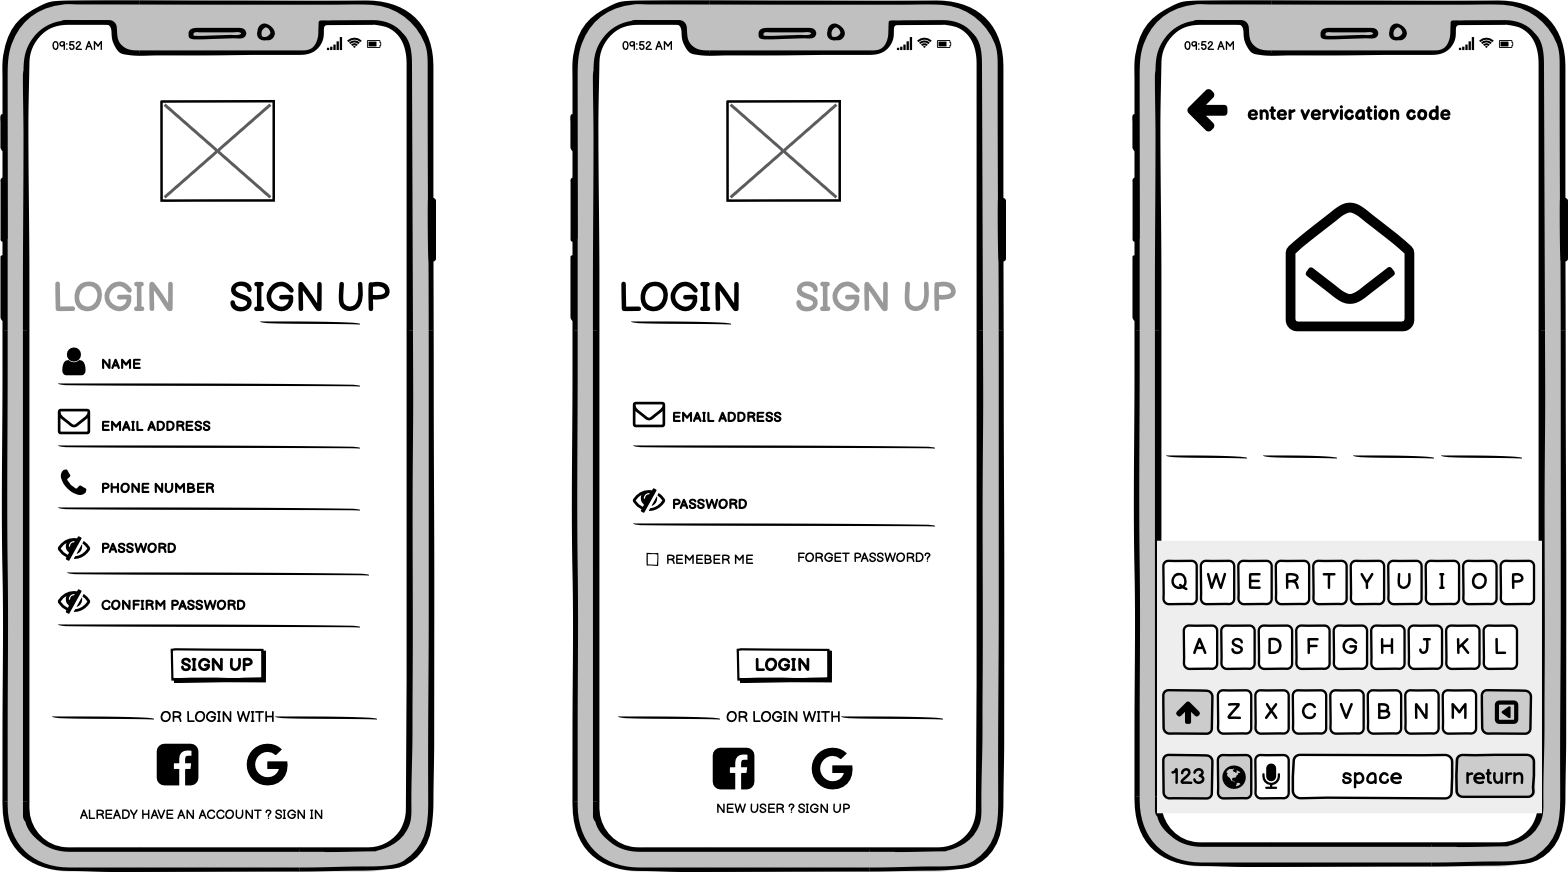 09:52 AM
LOGIN
SIGN UP
NAME
EMAIL ADDRESS
PHONE NUMBER
PASSWORD
CONFIRM PASSWORD
SIGN UP
OR LOGIN WITH
f G
ALREADY HAVE AN ACCOUNT ? SIGN IN
09:52 AM
LOGIN
SIGN UP
EMAIL ADDRESS
PASSWORD
REMEBER ME
FORGET PASSWORD?
LOGIN
OR LOGIN WITH
f G
NEW USER ? SIGN UP
09:52 AM
enter vervication code
Q W E R T Y U I O P
A S D F G H J K L
Z X C V B N M
123 space return